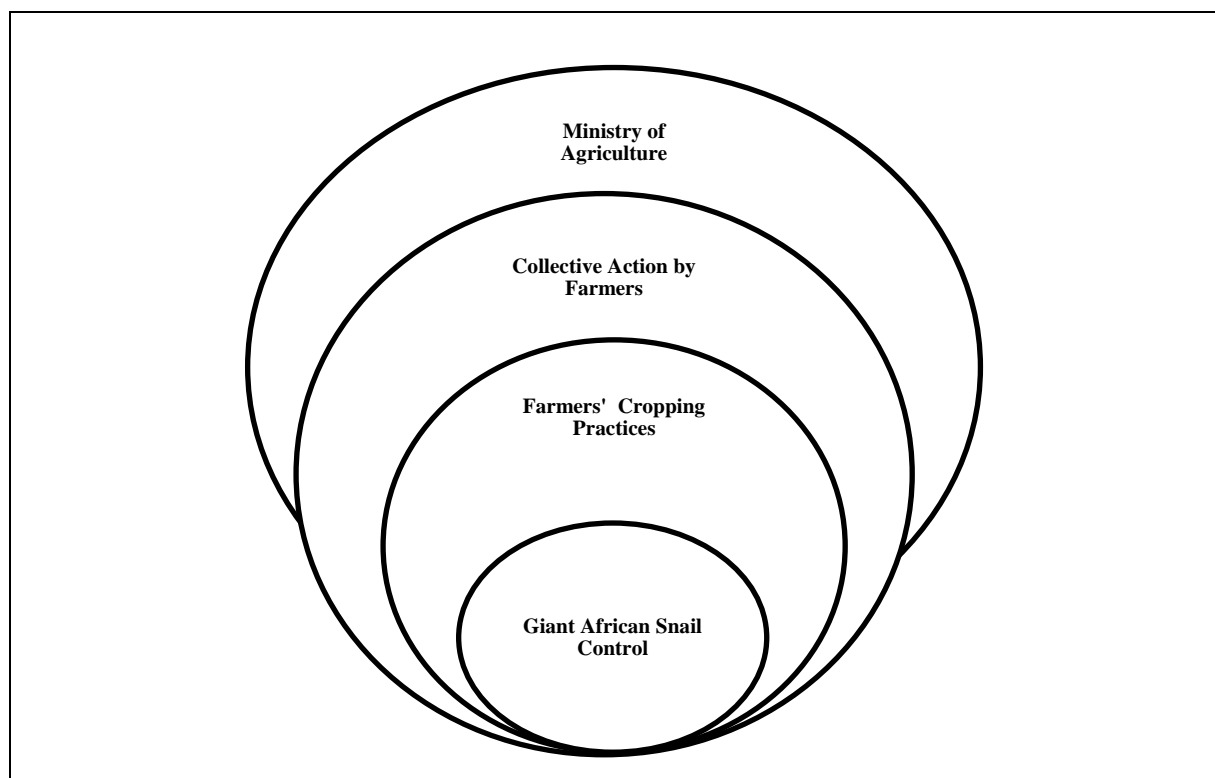 Ministry of
Agriculture
Collective Action by
Farmers
Farmers'  Cropping
Practices
Giant African Snail
Control